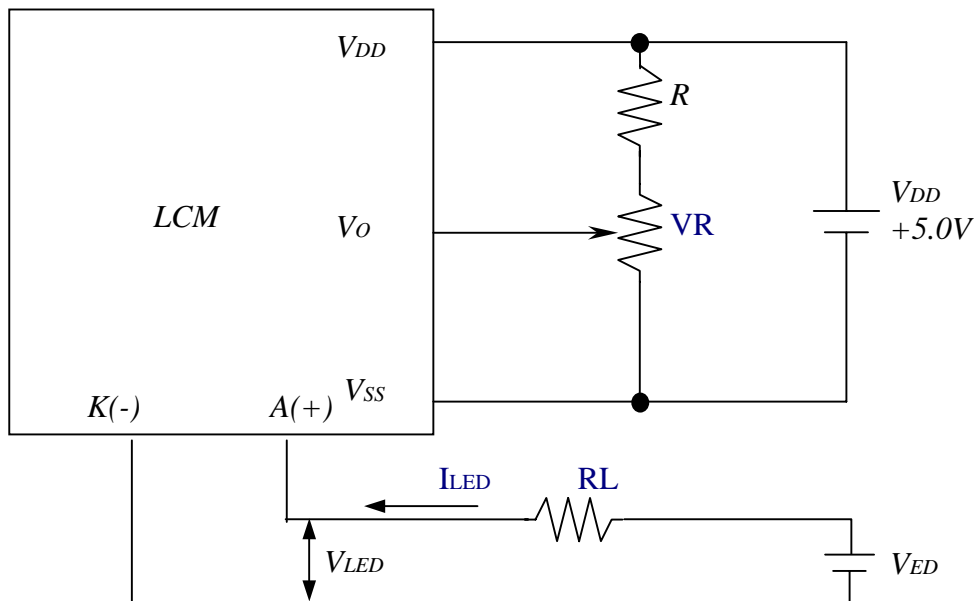 VDD
R
LCM
VO
VR
VDD
+5.0V
VSS
K(-)
A(+)
ILED
RL
VLED
VED